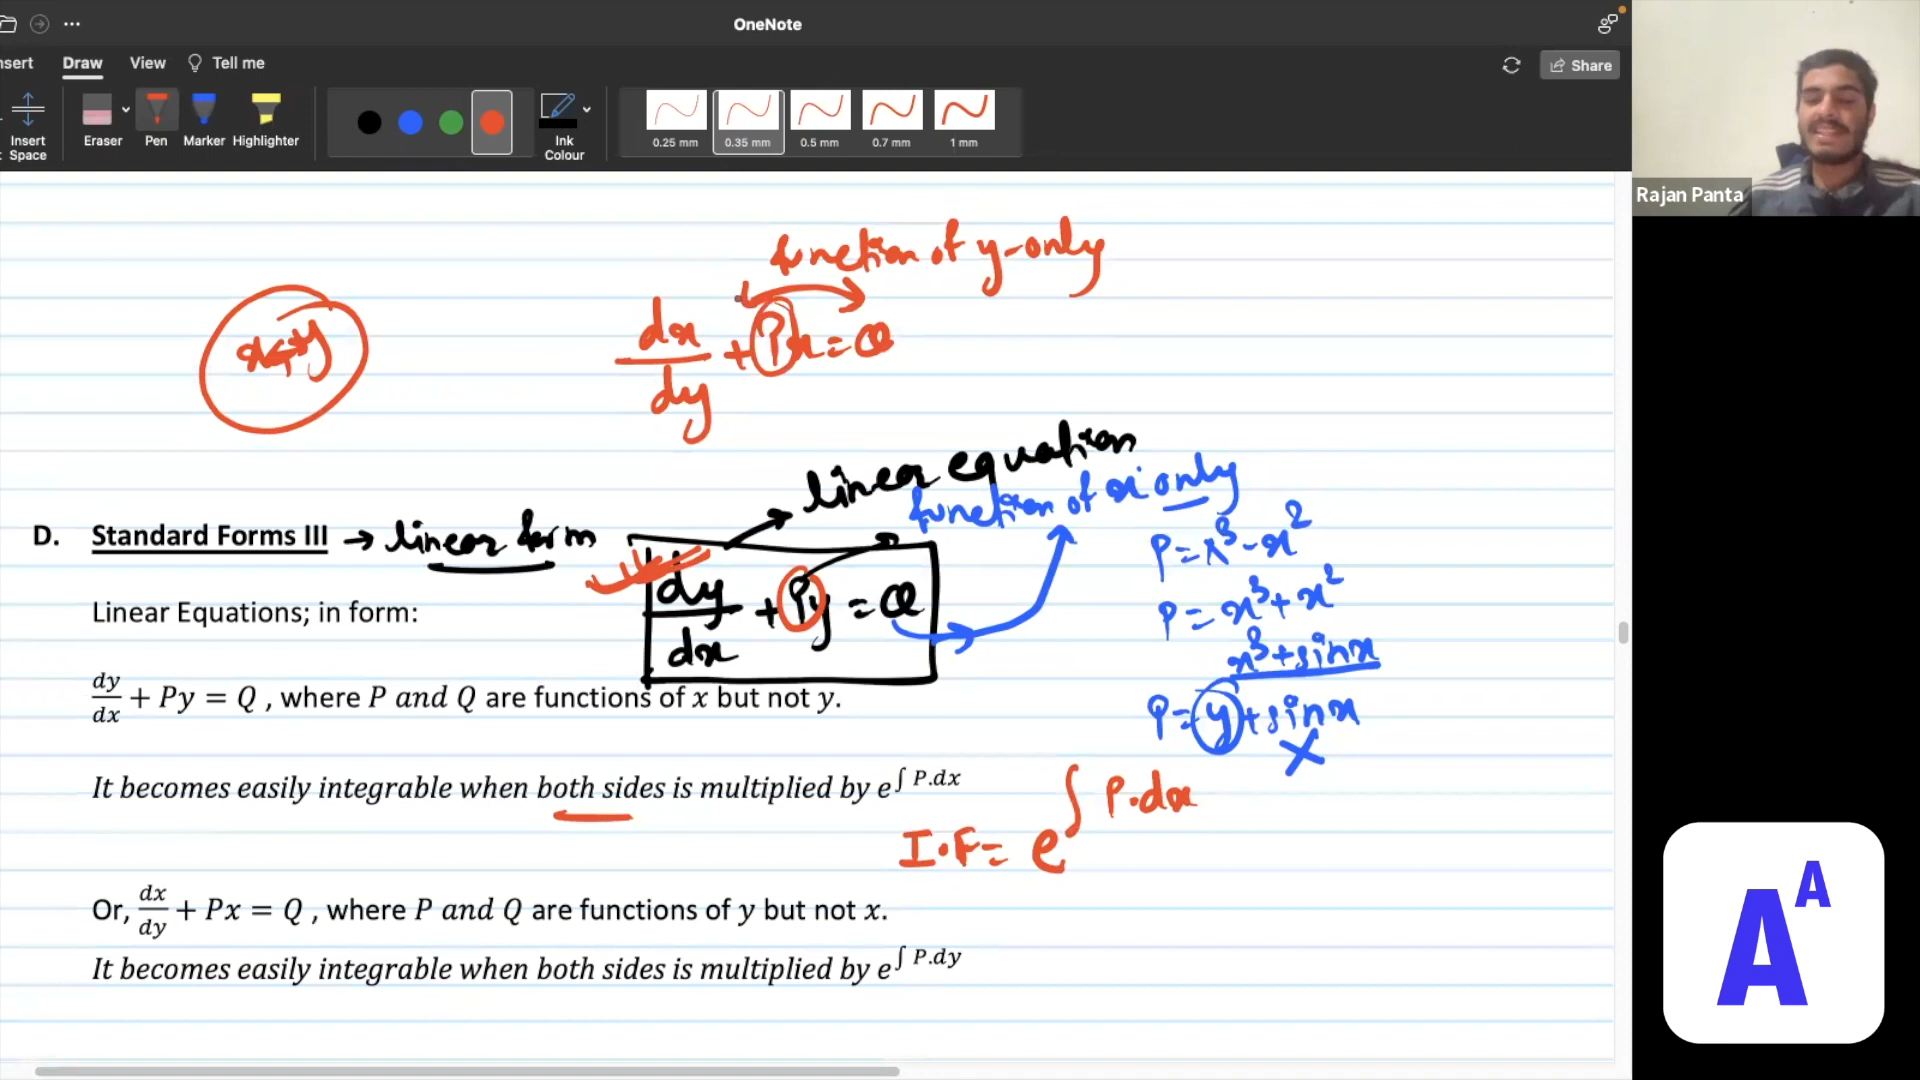 OneNote
nsert Draw View Tell me
Share
Insert Space
Eraser Pen Marker Highlighter
Ink Colour
0.25 mm 0.35 mm 0.5 mm 0.7 mm 1 mm
Rajan Panta
function of y-only
dx/dy + Px = Q
linear equation
function of x only
D. Standard Forms III → linear form
dy/dx + Py = Q
P = x³ - x²
P = x³ + x²
x³ + sinx
P = y + sinx
X
Linear Equations; in form:
dy/dx + Py = Q , where P and Q are functions of x but not y.
It becomes easily integrable when both sides is multiplied by e^∫ P.dx
I.F = e^∫ P.dx
Or, dx/dy + Px = Q , where P and Q are functions of y but not x.
It becomes easily integrable when both sides is multiplied by e^∫ P.dy
A^A